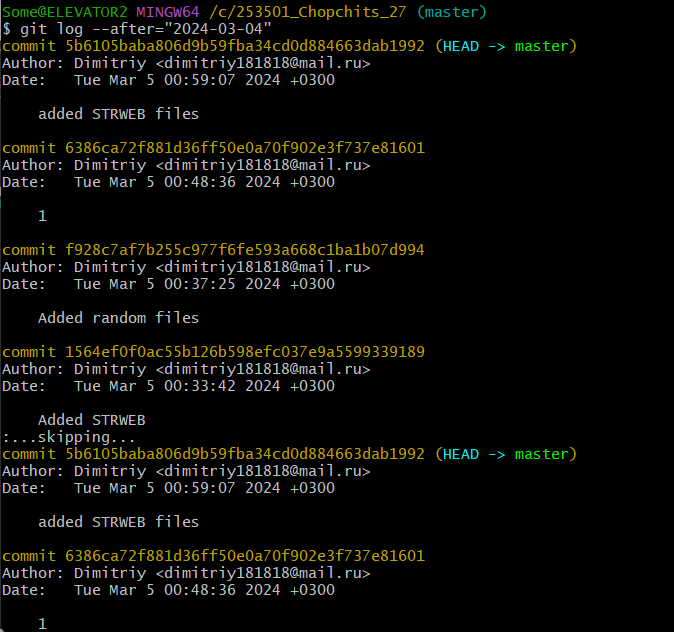 Some@ELEVATOR2 MINGW64 /c/253501_Chopchits_27 (master)
$ git log --after="2024-03-04"
commit 5b6105baba806d9b59fba34cd0d884663dab1992 (HEAD -> master)
Author: Dimitriy <dimitriy181818@mail.ru>
Date:   Tue Mar 5 00:59:07 2024 +0300

    added STRWEB files

commit 6386ca72f881d36ff50e0a70f902e3f737e81601
Author: Dimitriy <dimitriy181818@mail.ru>
Date:   Tue Mar 5 00:48:36 2024 +0300

    1

commit f928c7af7b255c977f6fe593a668c1ba1b07d994
Author: Dimitriy <dimitriy181818@mail.ru>
Date:   Tue Mar 5 00:37:25 2024 +0300

    Added random files

commit 1564ef0f0ac55b126b598efc037e9a5599339189
Author: Dimitriy <dimitriy181818@mail.ru>
Date:   Tue Mar 5 00:33:42 2024 +0300

    Added STRWEB
:...skipping...
commit 5b6105baba806d9b59fba34cd0d884663dab1992 (HEAD -> master)
Author: Dimitriy <dimitriy181818@mail.ru>
Date:   Tue Mar 5 00:59:07 2024 +0300

    added STRWEB files

commit 6386ca72f881d36ff50e0a70f902e3f737e81601
Author: Dimitriy <dimitriy181818@mail.ru>
Date:   Tue Mar 5 00:48:36 2024 +0300

    1